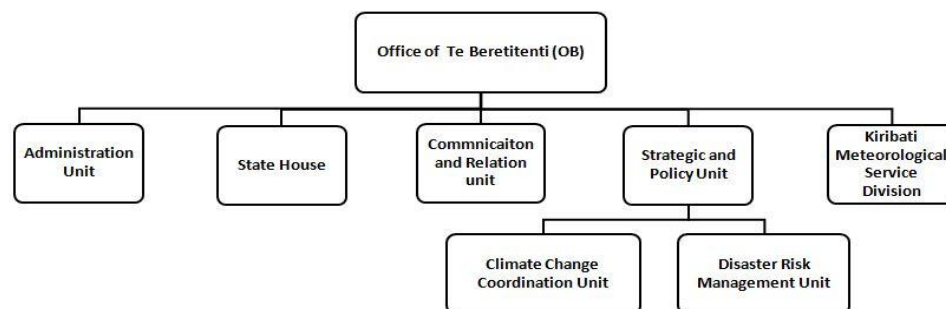 Office of Te Beretitenti (OB)
Administration
Unit
State House
Commnicaiton
and Relation
unit
Strategic and
Policy Unit
Kiribati
Meteorological
Service
Division
Climate Change
Coordination Unit
Disaster Risk
Management Unit